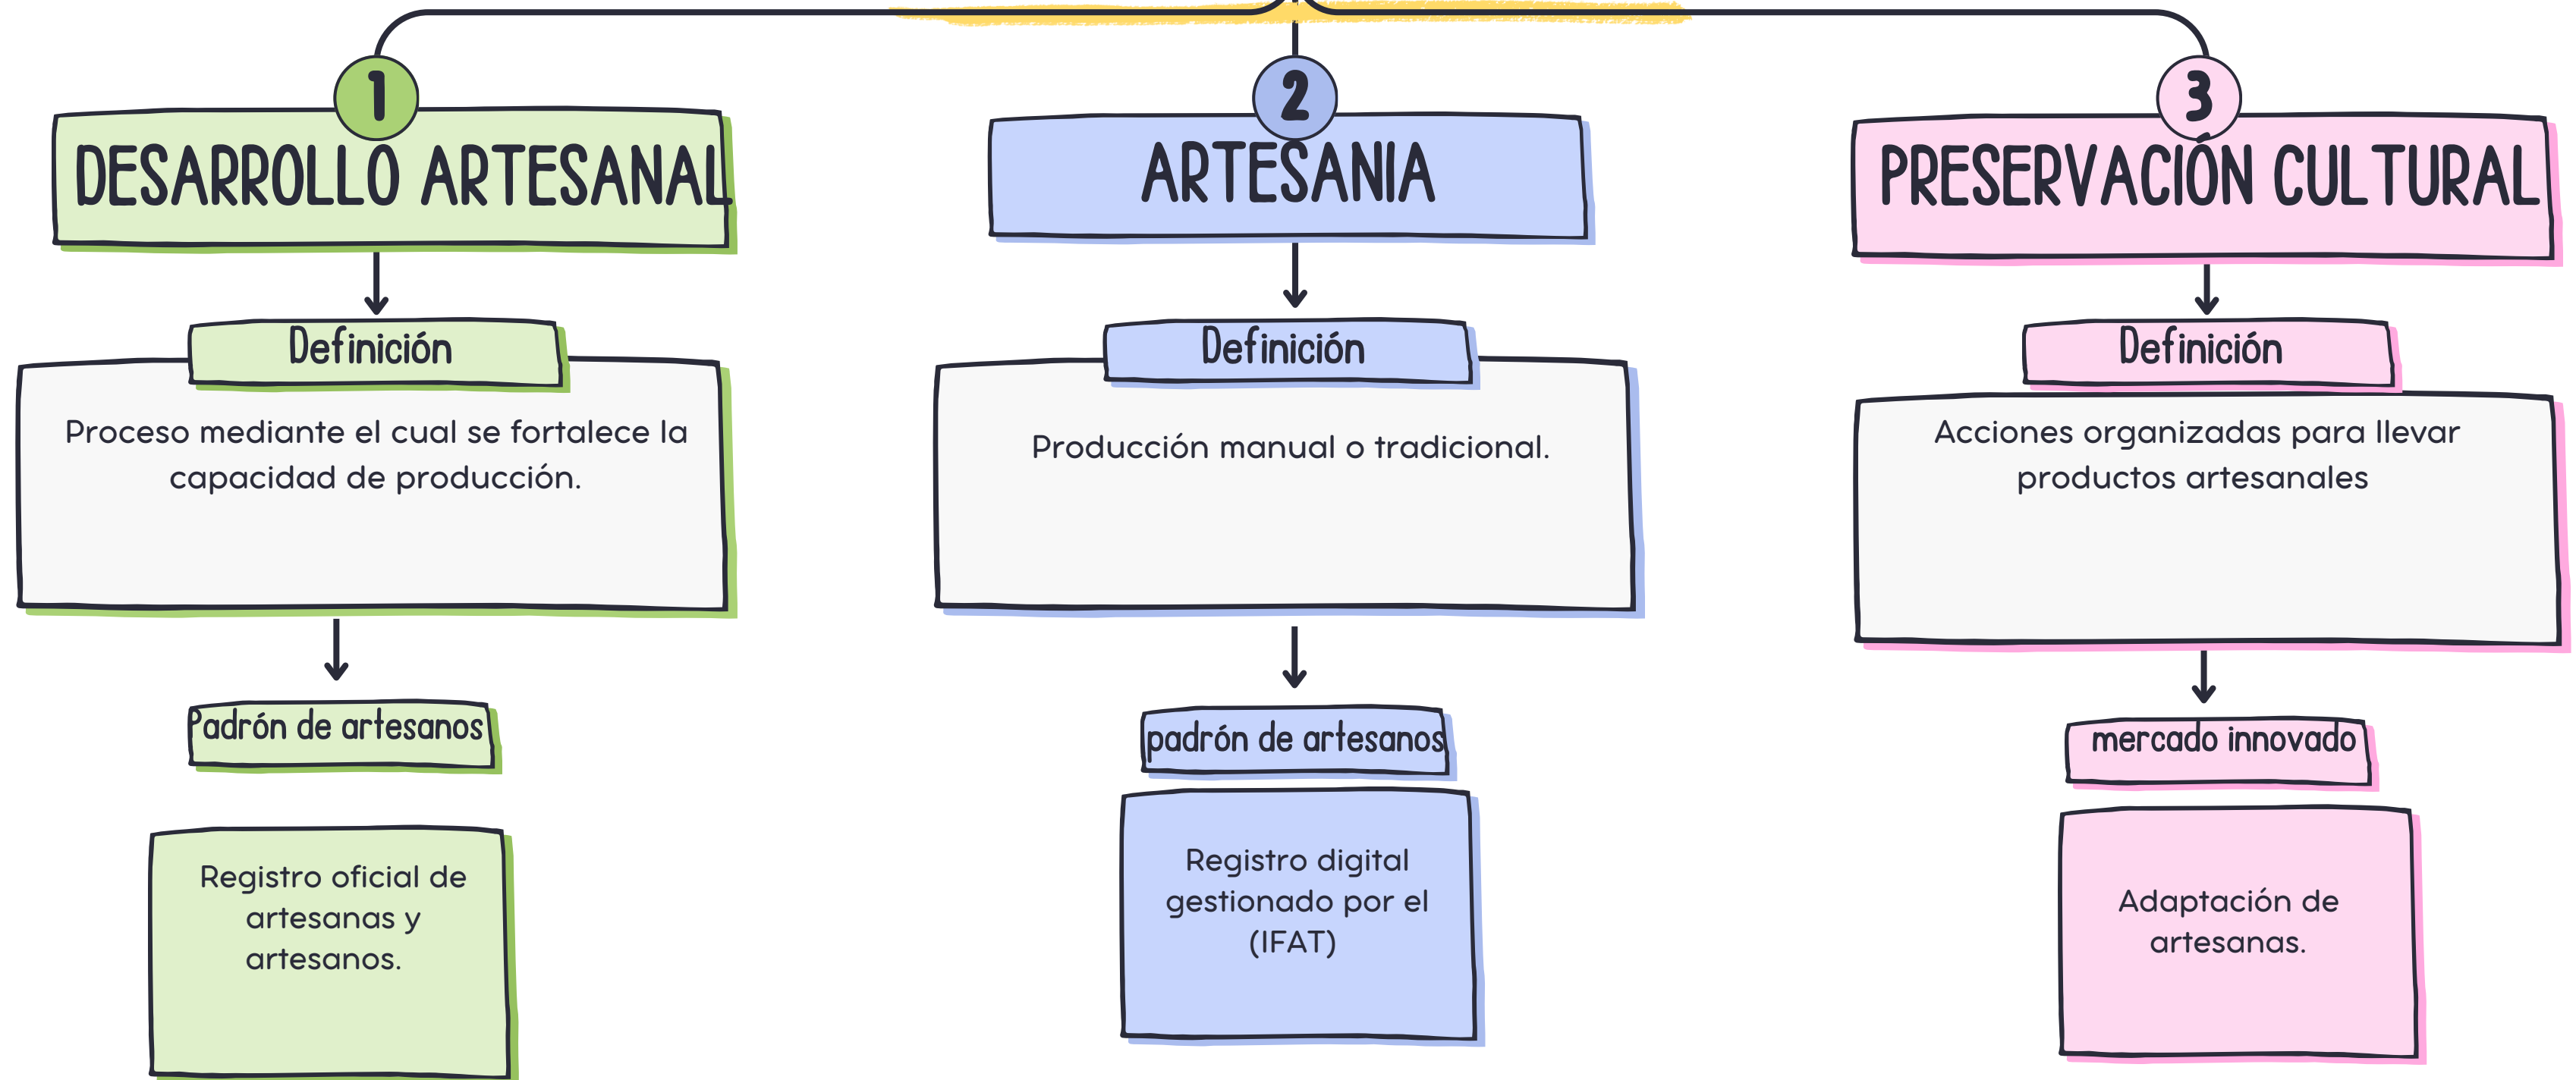 1
DESARROLLO ARTESANAL
Definición
Proceso mediante el cual se fortalece la
capacidad de producción.
Padrón de artesanos
Registro oficial de
artesanas y
artesanos.
2
ARTESANIA
Definición
Producción manual o tradicional.
padrón de artesanos
Registro digital
gestionado por el
(IFAT)
3
PRESERVACIÓN CULTURAL
Definición
Acciones organizadas para llevar
productos artesanales
mercado innovado
Adaptación de
artesanas.